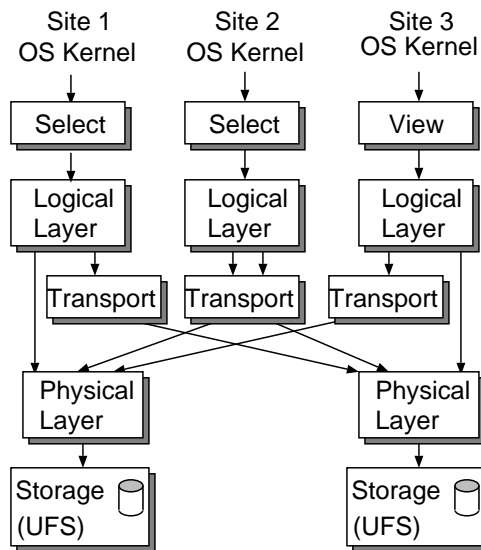 Site 1
OS Kernel
Site 2
OS Kernel
Site 3
OS Kernel
Select
Select
View
Logical
Layer
Logical
Layer
Logical
Layer
Transport
Transport
Transport
Physical
Layer
Physical
Layer
Storage
(UFS)
Storage
(UFS)